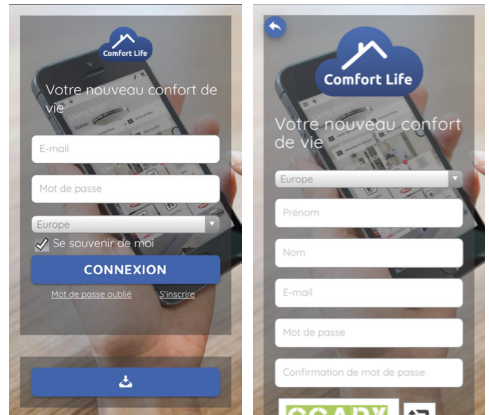 Comfort Life
Votre nouveau confort de
vie
E-mail
Mot de passe
Europe
Se souvenir de moi
CONNEXION
Mot de passe oublié S'inscrire
Comfort Life
Votre nouveau confort
de vie
Europe
Prénom
Nom
E-mail
Mot de passe
Confirmation de mot de passe